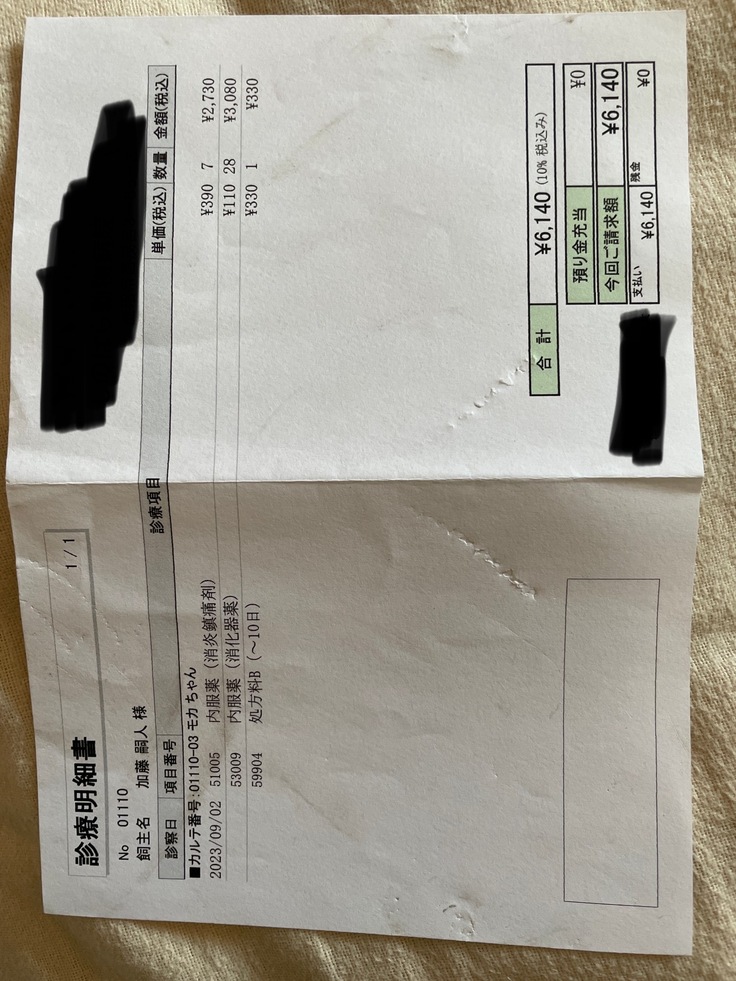 診療明細書
1 / 1
No 01110
飼主名 加藤 嗣人 様
診察日 項目番号 診療項目 単価(税込) 数量 金額(税込)
■カルテ番号:01110-03 モカちゃん
2023/09/02 51005 内服薬 (消炎鎮痛剤) ¥390 7 ¥2,730
53009 内服薬 (消化器薬) ¥110 28 ¥3,080
59904 処方料B (〜10日) ¥330 1 ¥330
合 計 ¥6,140 (10% 税込み)
預り金充当 ¥0
今回ご請求額 ¥6,140
支払い ¥6,140 残金 ¥0